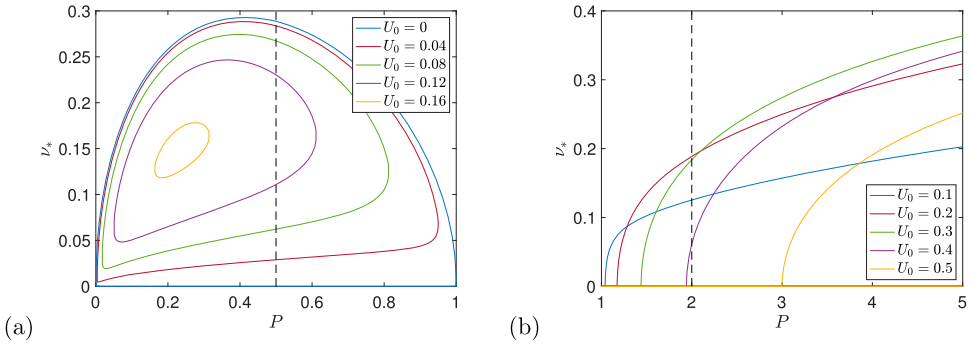 0.3
0.25
0.2
0.15
0.1
0.05
0
ν*
0 0.2 0.4 0.6 0.8 1
P
U₀ = 0
U₀ = 0.04
U₀ = 0.08
U₀ = 0.12
U₀ = 0.16
(a)
0.4
0.3
0.2
0.1
0
ν*
1 2 3 4 5
P
U₀ = 0.1
U₀ = 0.2
U₀ = 0.3
U₀ = 0.4
U₀ = 0.5
(b)